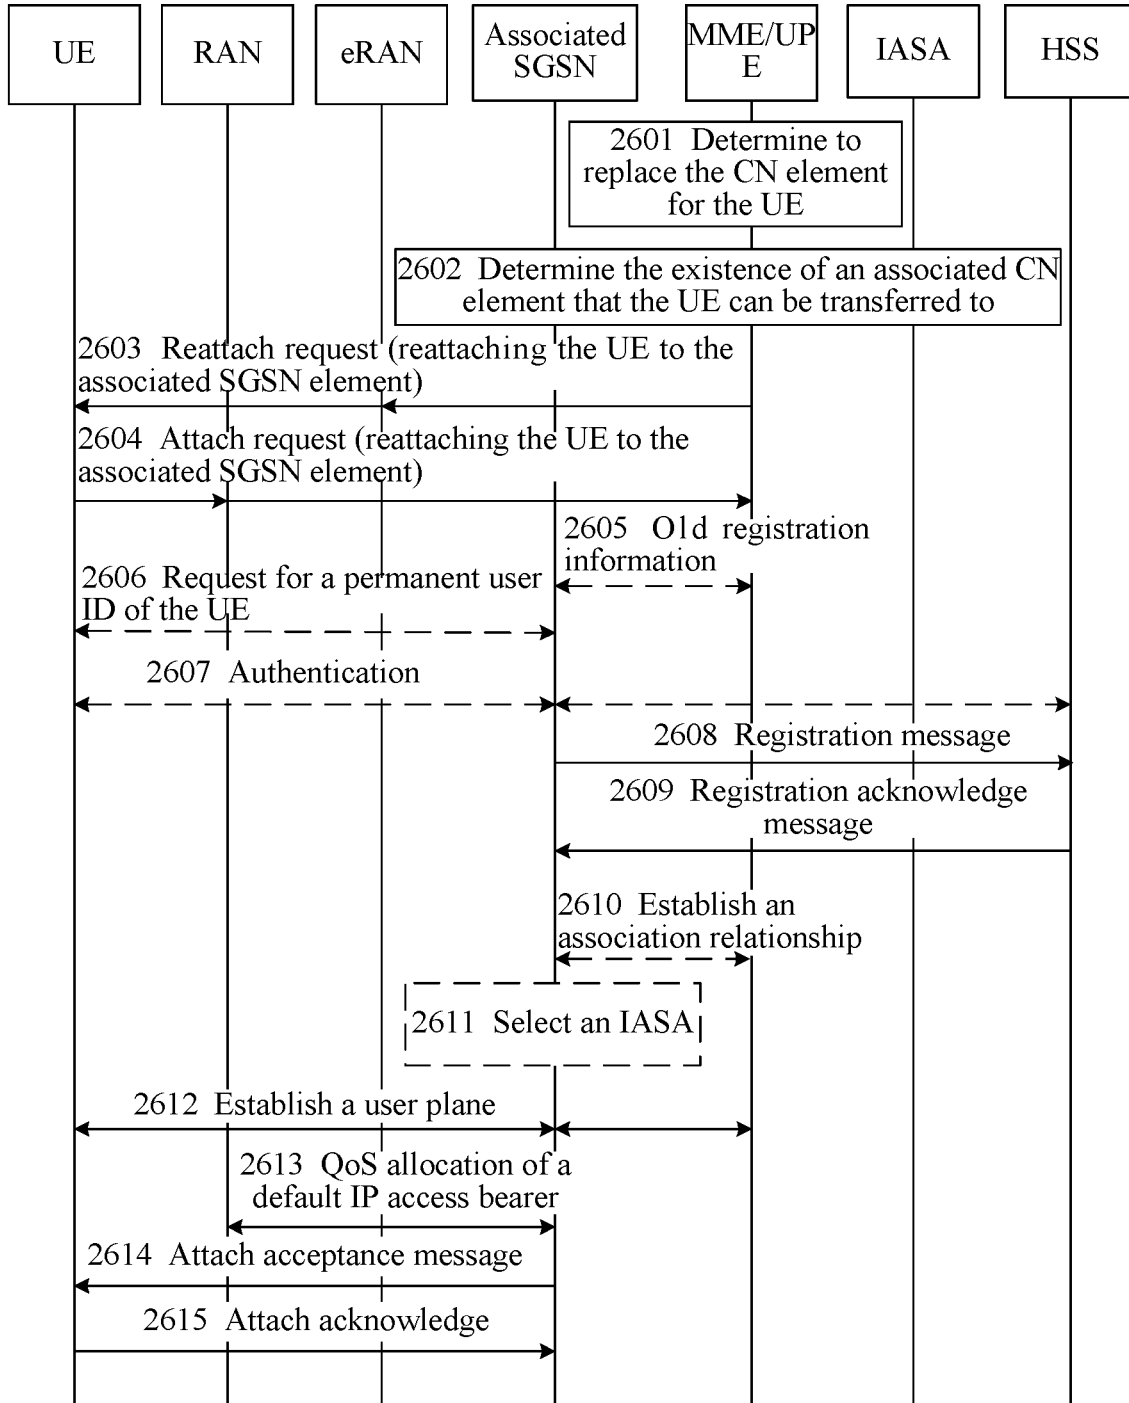 UE
RAN
eRAN
Associated
SGSN
MME/UP
E
IASA
HSS
2601 Determine to
replace the CN element
for the UE
2602 Determine the existence of an associated CN
element that the UE can be transferred to
2603 Reattach request (reattaching the UE to the
associated SGSN element)
2604 Attach request (reattaching the UE to the
associated SGSN element)
2605 Old registration
information
2606 Request for a permanent user
ID of the UE
2607 Authentication
2608 Registration message
2609 Registration acknowledge
message
2610 Establish an
association relationship
2611 Select an IASA
2612 Establish a user plane
2613 QoS allocation of a
default IP access bearer
2614 Attach acceptance message
2615 Attach acknowledge